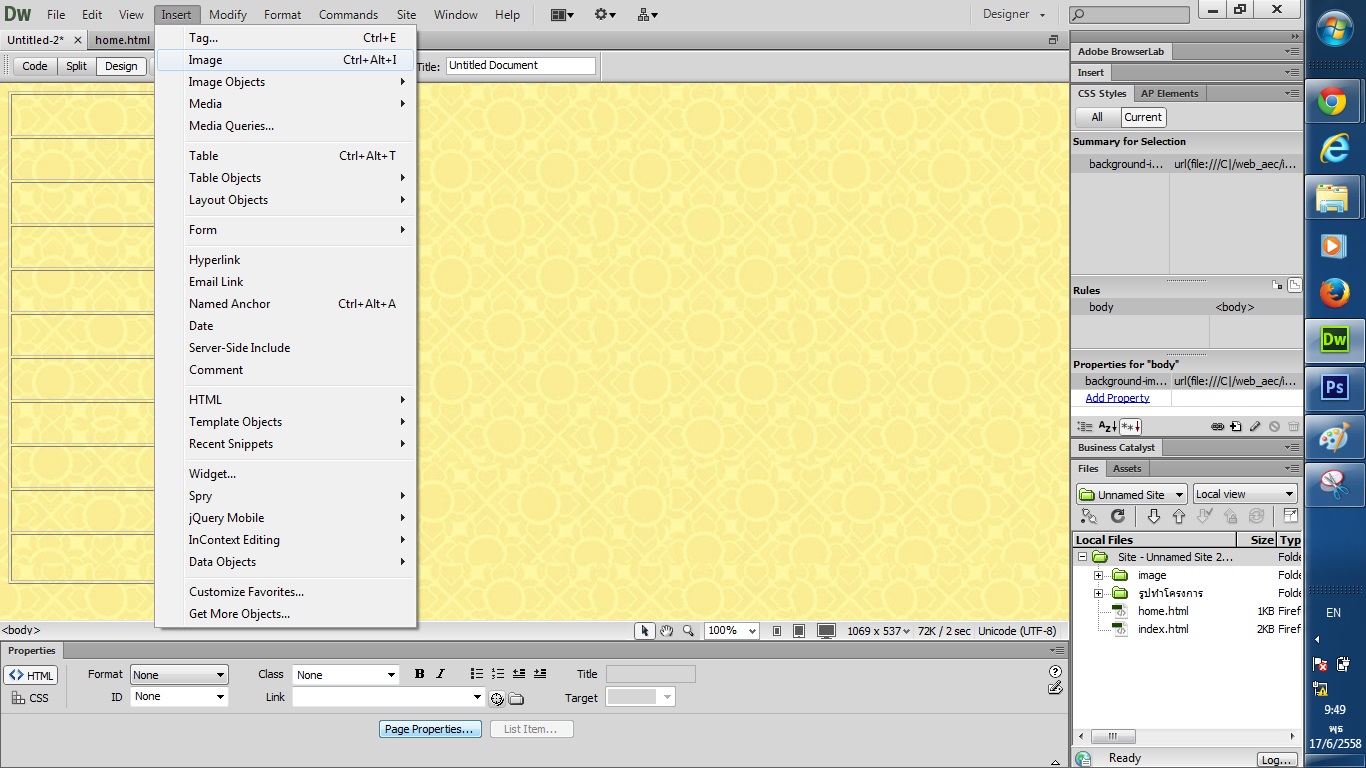 Dw File Edit View Insert Modify Format Commands Site Window Help Designer
Untitled-2* × home.html
Code Split Design Title: Untitled Document
Tag... Ctrl+E
Image Ctrl+Alt+I
Image Objects
Media
Media Queries...
Table Ctrl+Alt+T
Table Objects
Layout Objects
Form
Hyperlink
Email Link
Named Anchor Ctrl+Alt+A
Date
Server-Side Include
Comment
HTML
Template Objects
Recent Snippets
Widget...
Spry
jQuery Mobile
InContext Editing
Data Objects
Customize Favorites...
Get More Objects...
Adobe BrowserLab
Insert
CSS Styles AP Elements
All Current
Summary for Selection
background-i... url(file:///C|/web_aec/i...
Rules
body <body>
Properties for "body"
background-im... url(file:///C|/web_aec/i...
Add Property
Business Catalyst
Files Assets
Unnamed Site Local view
Local Files Size Typ
Site - Unnamed Site 2... Folde
image Folde
รูปทำโครงการ Folde
home.html 1KB Firef
index.html 2KB Firef
Ready Log...
<body> 100% 1069 x 537 72K / 2 sec Unicode (UTF-8)
Properties
HTML Format None Class None B I Title
CSS ID None Link Target
Page Properties... List Item...
Dw
Ps
EN
9:49
พุธ
17/6/2558